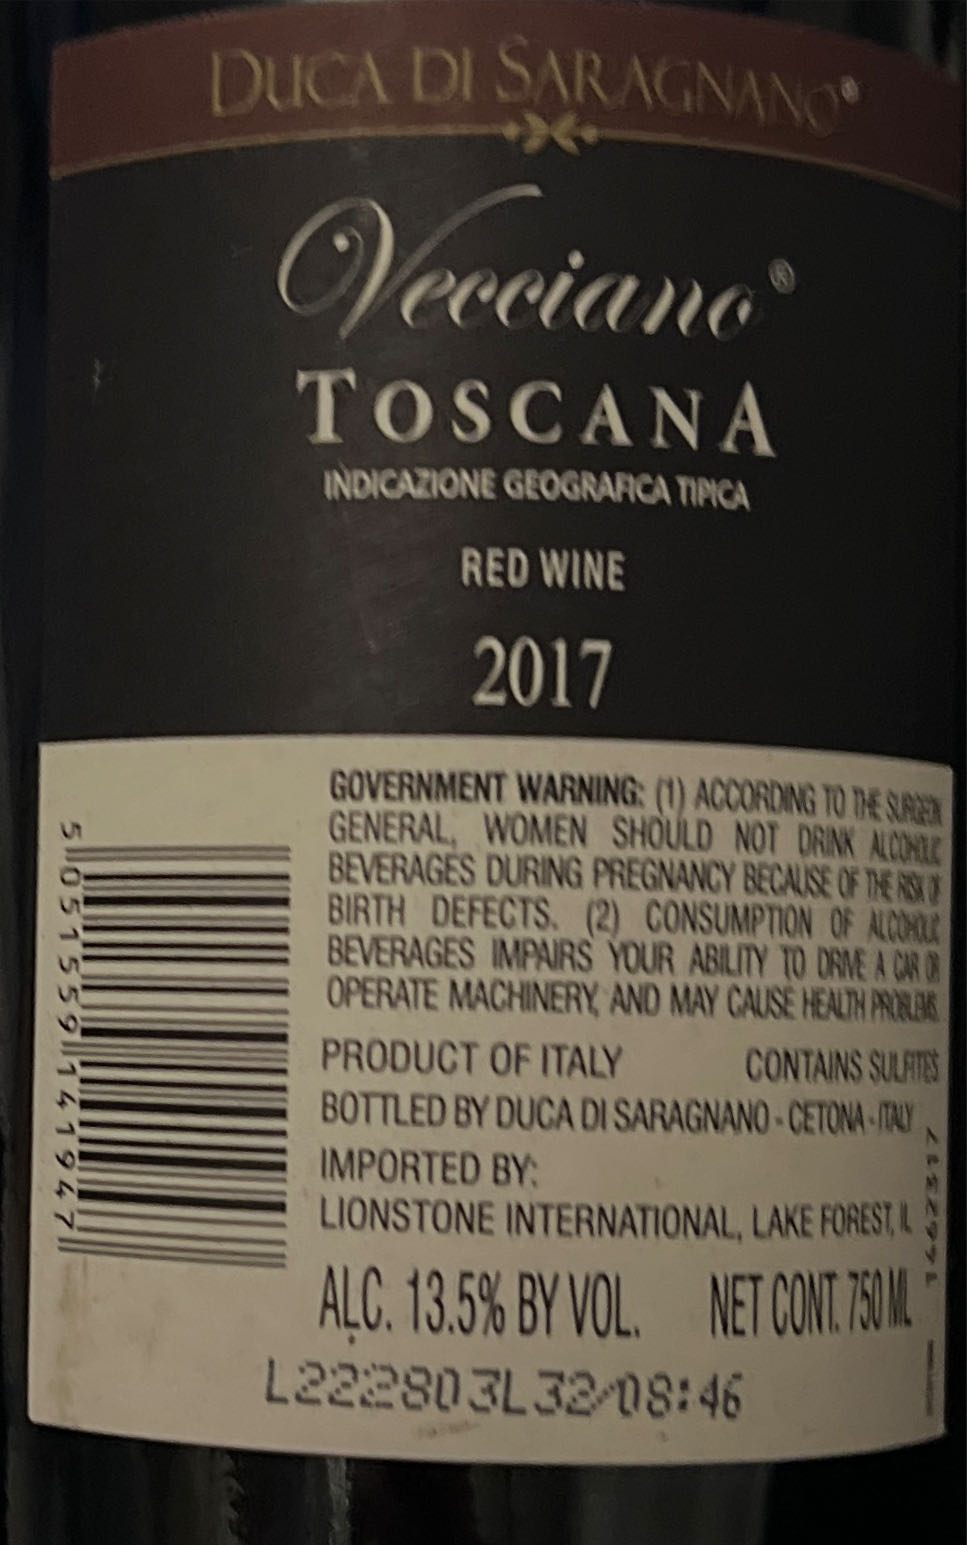 DUCA DI SARAGNANO®
Vecciano®
TOSCANA
INDICAZIONE GEOGRAFICA TIPICA
RED WINE
2017
GOVERNMENT WARNING: (1) ACCORDING TO THE SURGEON
GENERAL, WOMEN SHOULD NOT DRINK ALCOHOLIC
BEVERAGES DURING PREGNANCY BECAUSE OF THE RISK OF
BIRTH DEFECTS. (2) CONSUMPTION OF ALCOHOLIC
BEVERAGES IMPAIRS YOUR ABILITY TO DRIVE A CAR OR
OPERATE MACHINERY, AND MAY CAUSE HEALTH PROBLEMS.
5 051559 141947
PRODUCT OF ITALY CONTAINS SULFITES
BOTTLED BY DUCA DI SARAGNANO - CETONA - ITALY
IMPORTED BY:
LIONSTONE INTERNATIONAL, LAKE FOREST, IL
ALC. 13.5% BY VOL. NET CONT. 750 ML
L222803L32/08:46